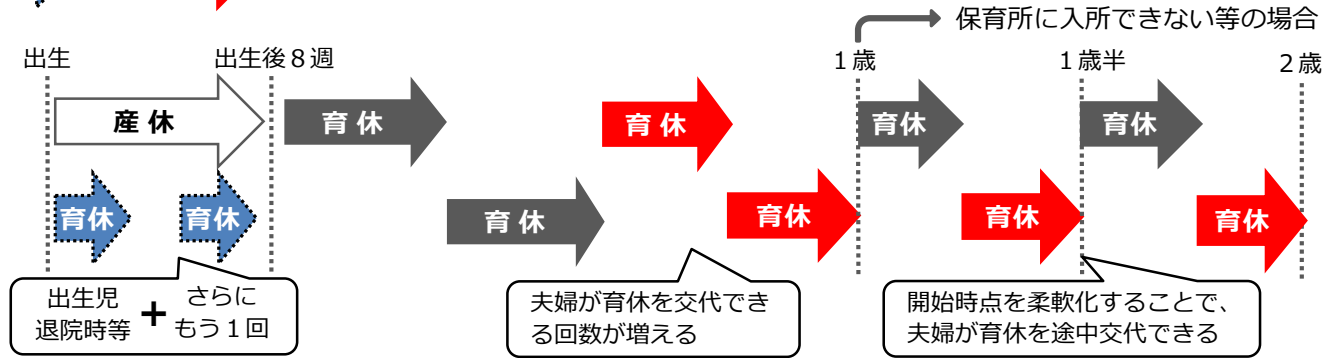 保育所に入所できない等の場合
出生
出生後８週
１歳
１歳半
２歳
産休
育休
育休
育休
育休
育休
育休
育休
育休
育休
育休
育休
出生児
退院時等
＋
さらに
もう１回
夫婦が育休を交代でき
る回数が増える
開始時点を柔軟化することで、
夫婦が育休を途中交代できる